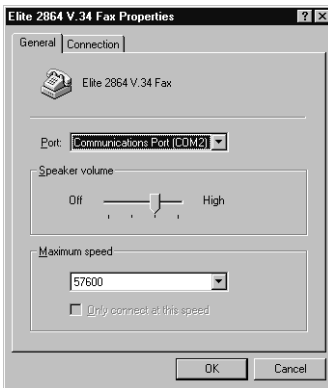 Elite 2864 V.34 Fax Properties
General Connection
Elite 2864 V.34 Fax
Port: Communications Port (COM2)
Speaker volume
Off High
Maximum speed
57600
Only connect at this speed
OK Cancel